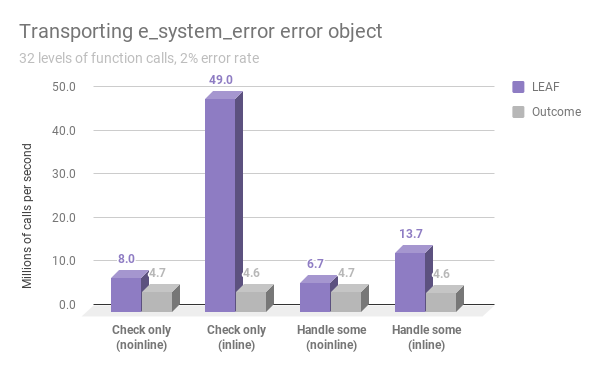 Transporting e_system_error error object
32 levels of function calls, 2% error rate
Millions of calls per second
50.0
40.0
30.0
20.0
10.0
0.0
8.0
4.7
49.0
4.6
6.7
4.7
13.7
4.6
Check only
(noinline)
Check only
(inline)
Handle some
(noinline)
Handle some
(inline)
LEAF
Outcome